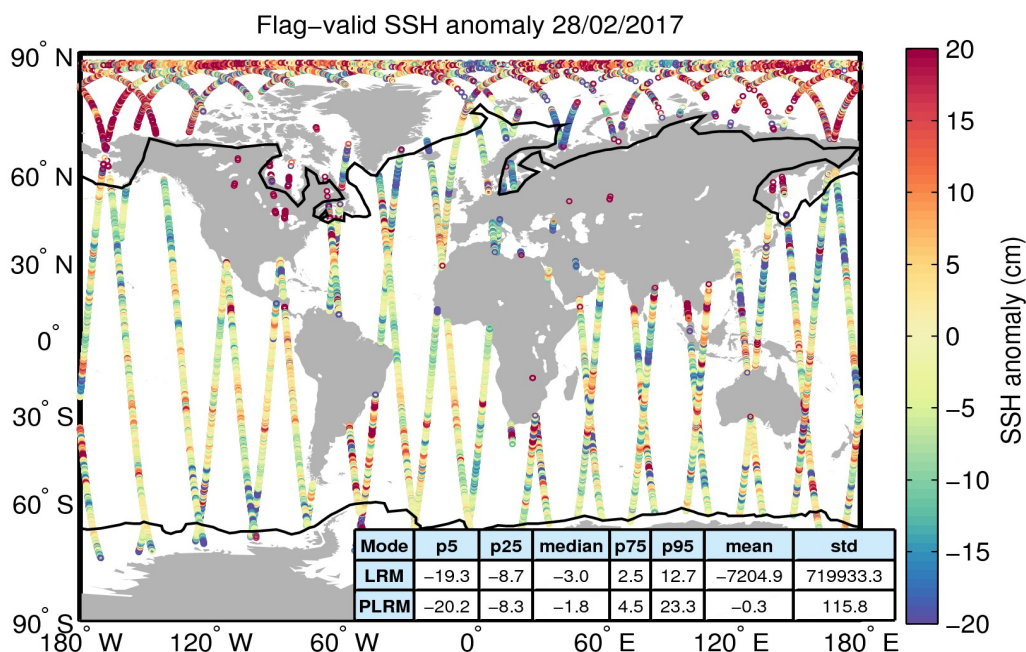 Flag−valid SSH anomaly 28/02/2017
90° N
60° N
30° N
0°
30° S
60° S
90° S
180° W
120° W
60° W
0°
60° E
120° E
180° E
Mode p5 p25 median p75 p95 mean std
LRM −19.3 −8.7 −3.0 2.5 12.7 −7204.9 719933.3
PLRM −20.2 −8.3 −1.8 4.5 23.3 −0.3 115.8
20
15
10
5
0
−5
−10
−15
−20
SSH anomaly (cm)